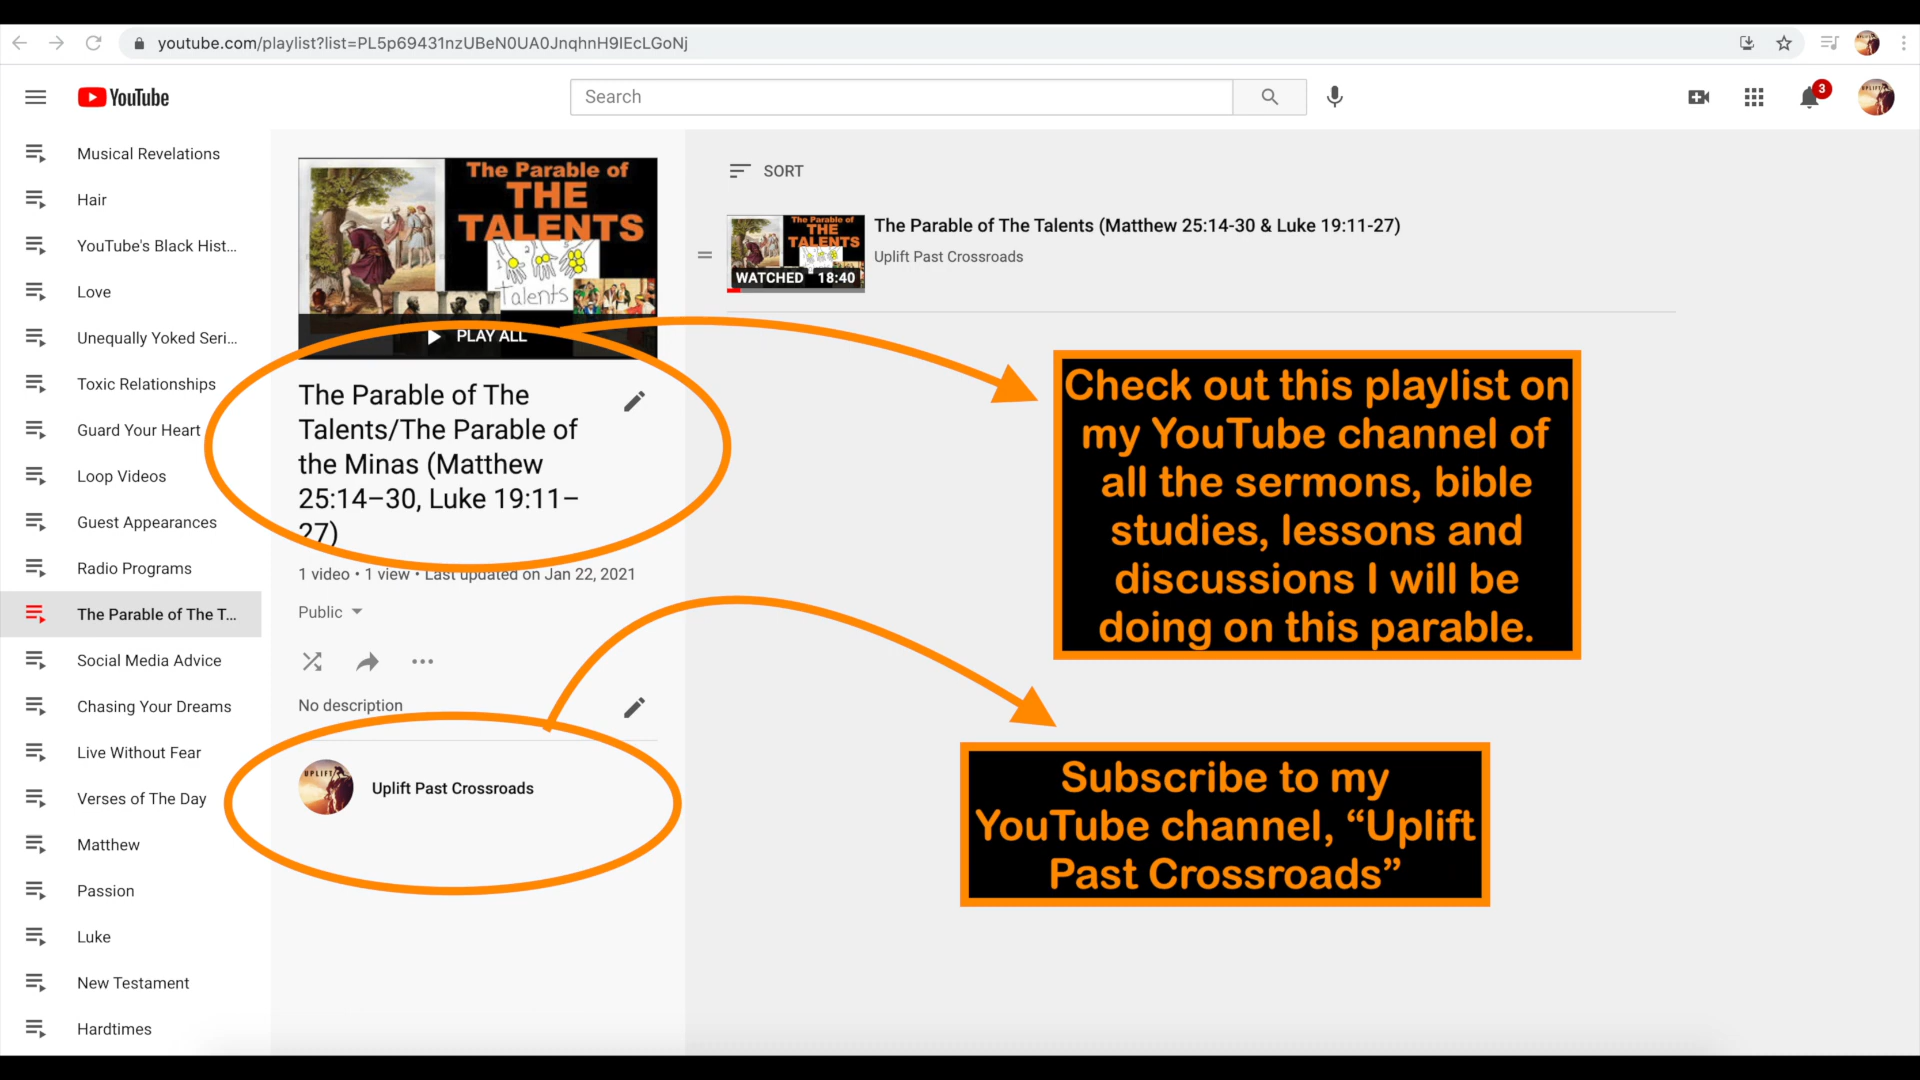 youtube.com/playlist?list=PL5p69431nzUBeN0UA0JnqhnH9IEcLGoNj
YouTube
Search
3
Musical Revelations
Hair
YouTube's Black Hist...
Love
Unequally Yoked Seri...
Toxic Relationships
Guard Your Heart
Loop Videos
Guest Appearances
Radio Programs
The Parable of The T...
Social Media Advice
Chasing Your Dreams
Live Without Fear
Verses of The Day
Matthew
Passion
Luke
New Testament
Hardtimes
The Parable of
THE
TALENTS
Talents
PLAY ALL
The Parable of The
Talents/The Parable of
the Minas (Matthew
25:14–30, Luke 19:11–
27)
1 video • 1 view • Last updated on Jan 22, 2021
Public
No description
UPLIFT
Uplift Past Crossroads
SORT
The Parable of
THE
TALENTS
WATCHED 18:40
The Parable of The Talents (Matthew 25:14-30 & Luke 19:11-27)
Uplift Past Crossroads
Check out this playlist on
my YouTube channel of
all the sermons, bible
studies, lessons and
discussions I will be
doing on this parable.
Subscribe to my
YouTube channel, “Uplift
Past Crossroads”